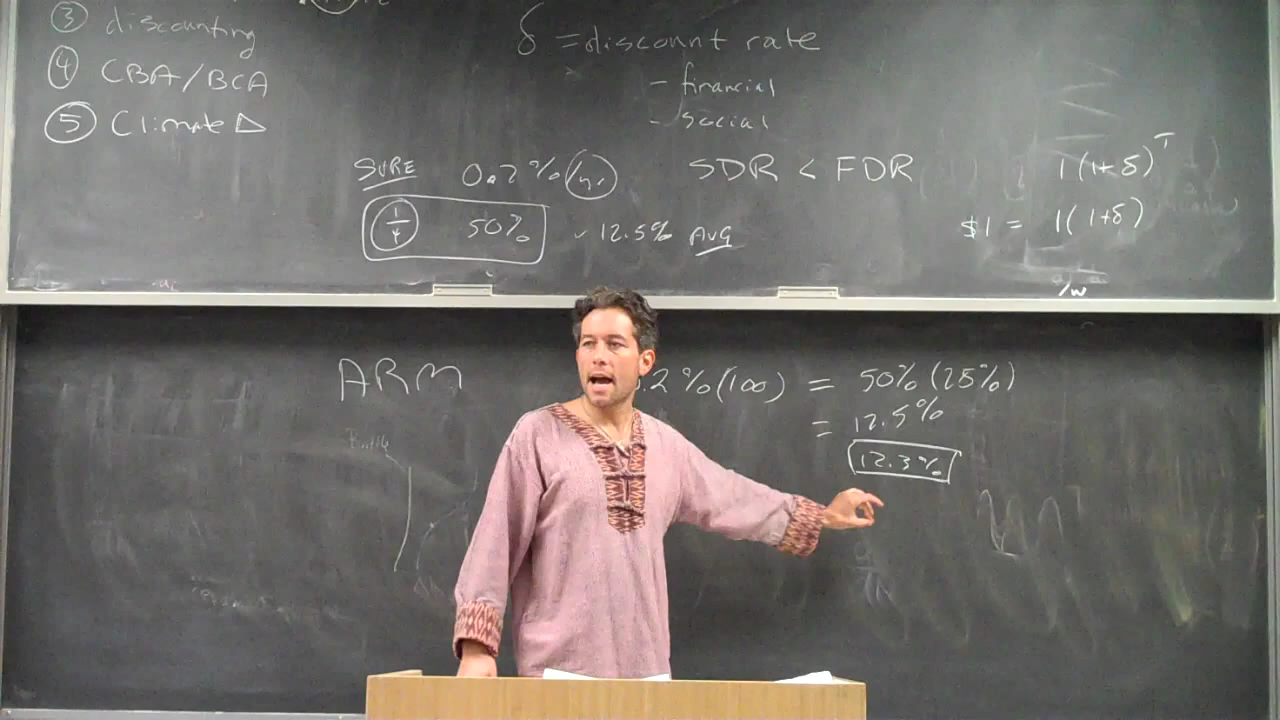 ③ discounting
④ CBA/BCA
⑤ Climate Δ
δ = discount rate
- financial
- social
SURE 0.2%/yr
1/4 50% ~ 12.5% AVG
SDR < FDR
1(1+δ)^T
$1 = 1(1+δ)
ARM
.2%(100) = 50%(25%)
= 12.5%
12.3%